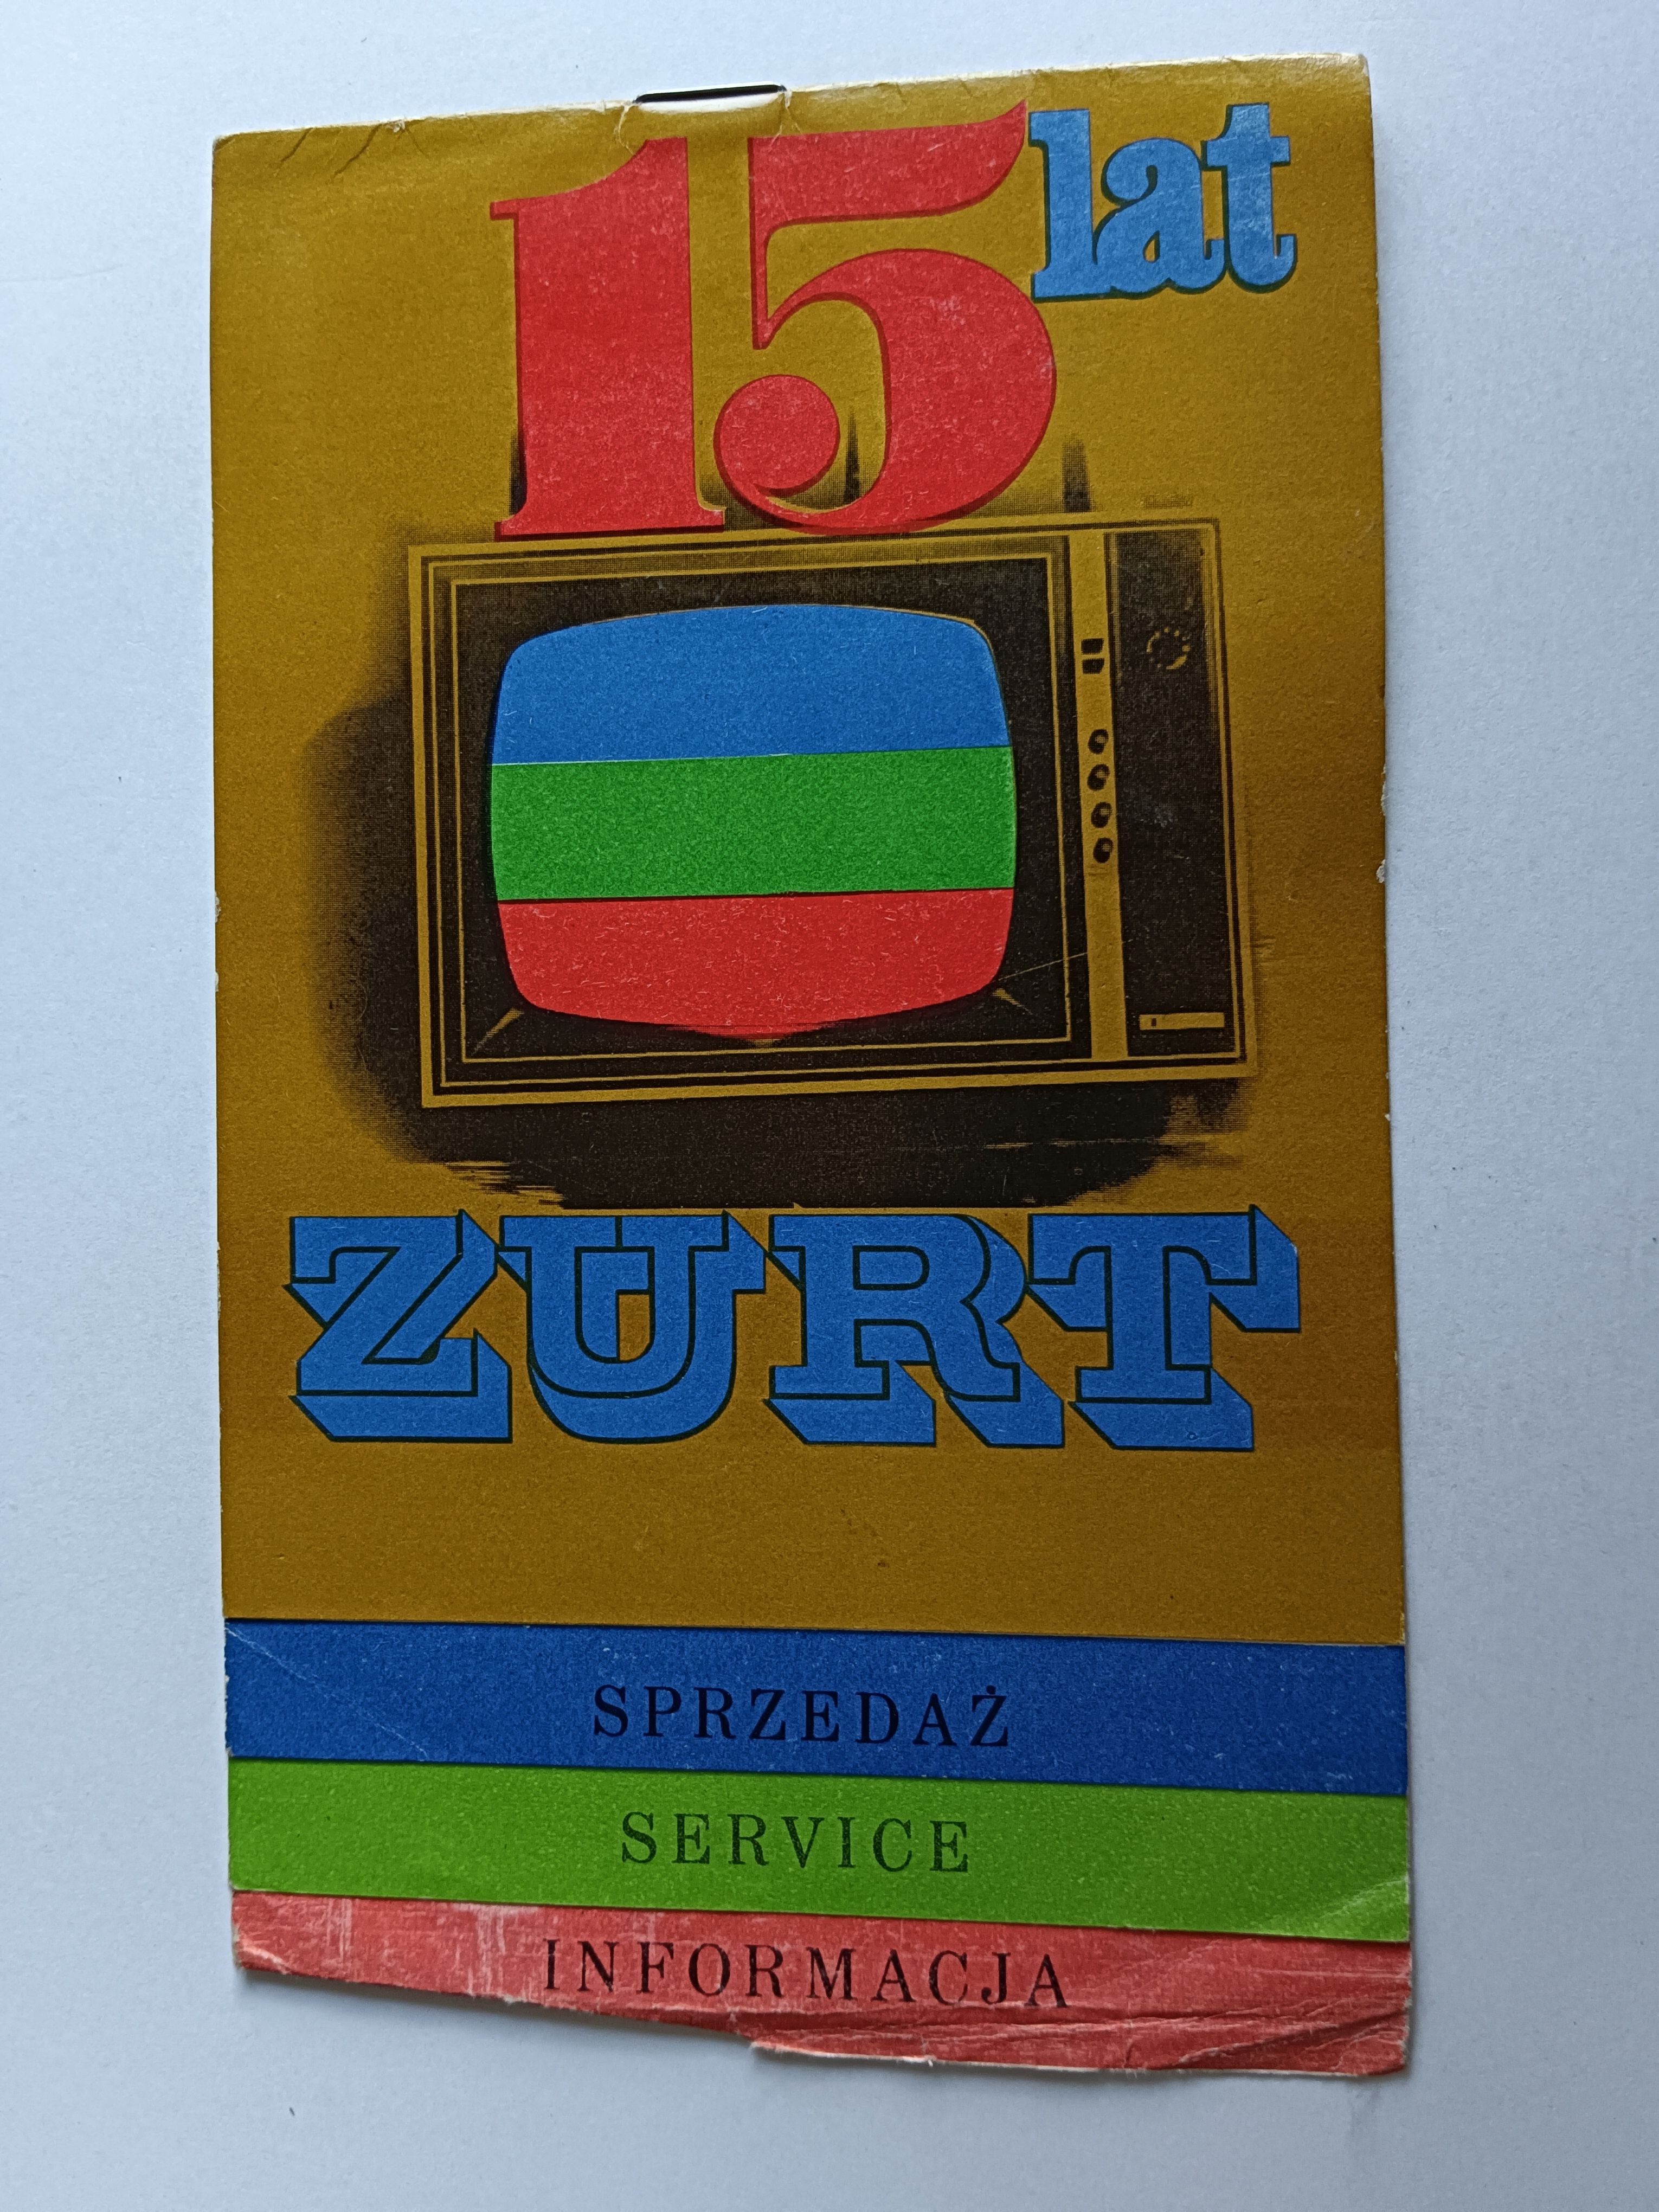 15 lat
ZURT
SPRZEDAŻ
SERVICE
INFORMACJA